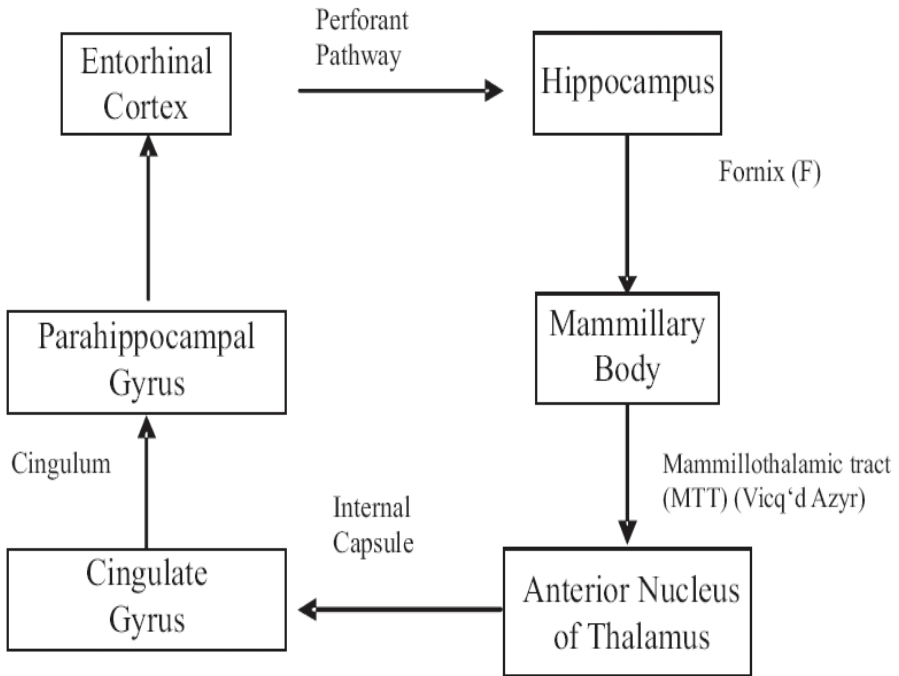 Entorhinal
Cortex
Perforant
Pathway
Hippocampus
Fornix (F)
Parahippocampal
Gyrus
Mammillary
Body
Cingulum
Mammillothalamic tract
(MTT) (Vicq‘d Azyr)
Internal
Capsule
Cingulate
Gyrus
Anterior Nucleus
of Thalamus